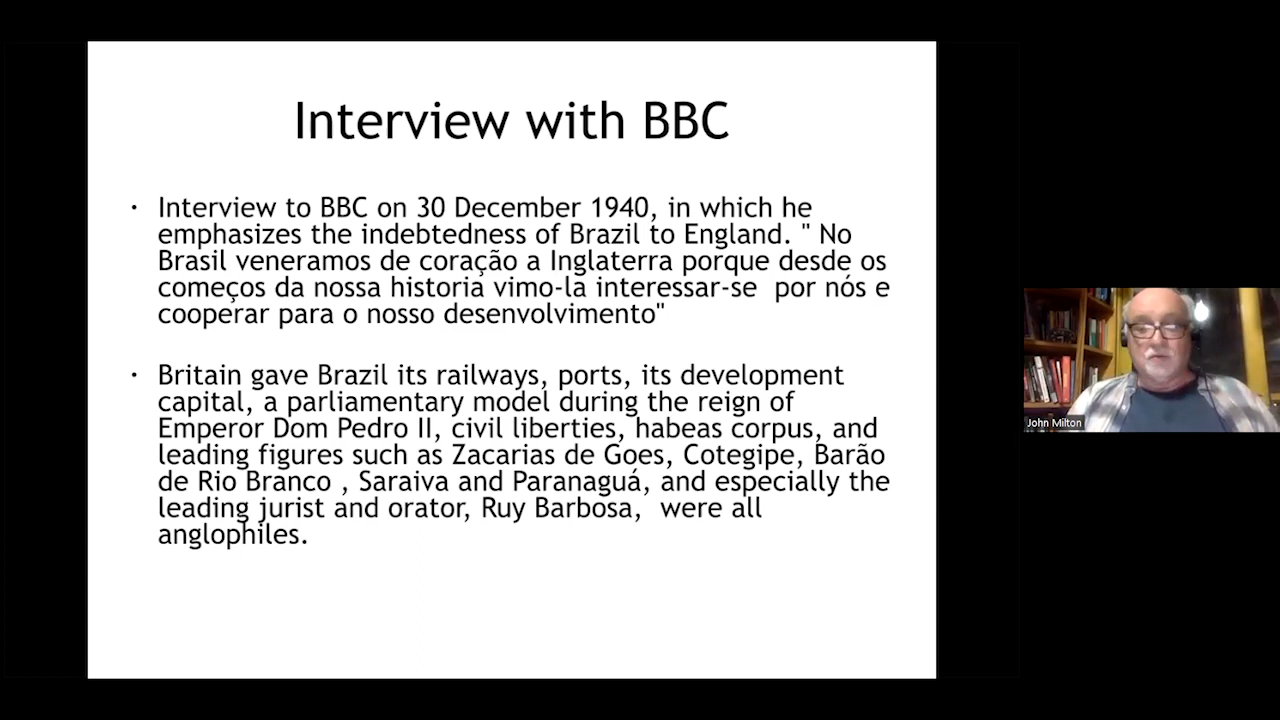 Interview with BBC
• Interview to BBC on 30 December 1940, in which he
emphasizes the indebtedness of Brazil to England. " No
Brasil veneramos de coração a Inglaterra porque desde os
começos da nossa historia vimo-la interessar-se  por nós e
cooperar para o nosso desenvolvimento"
• Britain gave Brazil its railways, ports, its development
capital, a parliamentary model during the reign of
Emperor Dom Pedro II, civil liberties, habeas corpus, and
leading figures such as Zacarias de Goes, Cotegipe, Barão
de Rio Branco , Saraiva and Paranaguá, and especially the
leading jurist and orator, Ruy Barbosa,  were all
anglophiles.
John Milton